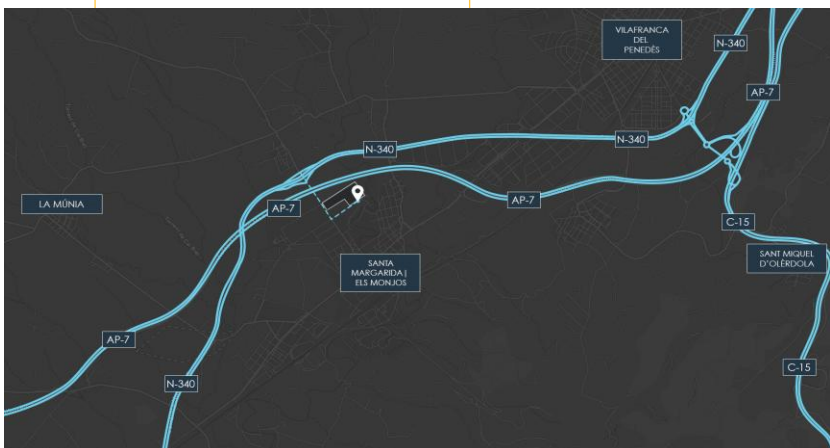 VILAFRANCA
DEL
PENEDÈS
N-340
AP-7
N-340
N-340
LA MÚNIA
AP-7
AP-7
C-15
SANTA
MARGARIDA I
ELS MONJOS
SANT MIQUEL
D'OLÈRDOLA
AP-7
C-15
N-340